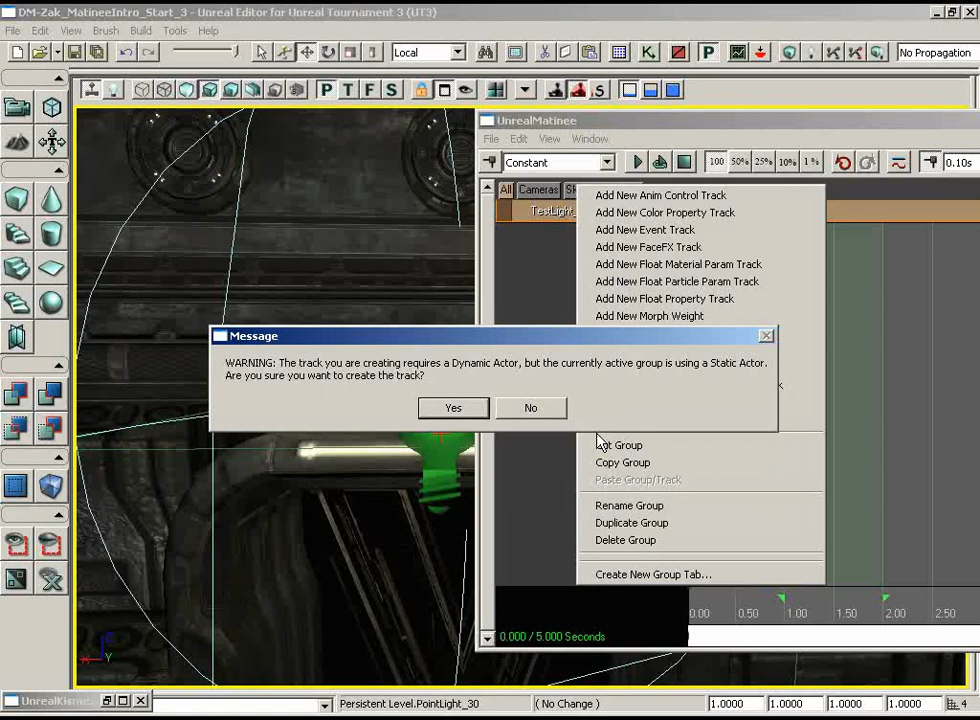 DM-Zak_MatineeIntro_Start_3 - Unreal Editor for Unreal Tournament 3 (UT3)
File Edit View Brush Build Tools Help
Local
No Propagation
P T F S
UnrealMatinee
File Edit View Window
Constant
100 50% 25% 10% 1 %
0.10s
All Cameras
TestLight_
Add New Anim Control Track
Add New Color Property Track
Add New Event Track
Add New FaceFX Track
Add New Float Material Param Track
Add New Float Particle Param Track
Add New Float Property Track
Add New Morph Weight
Message
WARNING: The track you are creating requires a Dynamic Actor, but the currently active group is using a Static Actor.
Are you sure you want to create the track?
Yes No
Group
Copy Group
Paste Group/Track
Rename Group
Duplicate Group
Delete Group
Create New Group Tab...
0.00 0.50 1.00 1.50 2.00 2.50
0.000 / 5.000 Seconds
UnrealKism
Persistent Level.PointLight_30
( No Change )
1.0000 1.0000 1.0000 1.0000
4